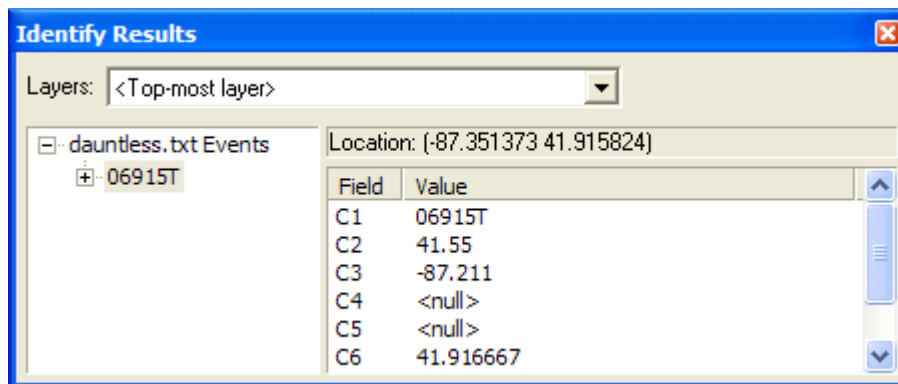 Identify Results
Layers: <Top-most layer>
dauntless.txt Events
06915T
Location: (-87.351373 41.915824)
Field Value
C1 06915T
C2 41.55
C3 -87.211
C4 <null>
C5 <null>
C6 41.916667